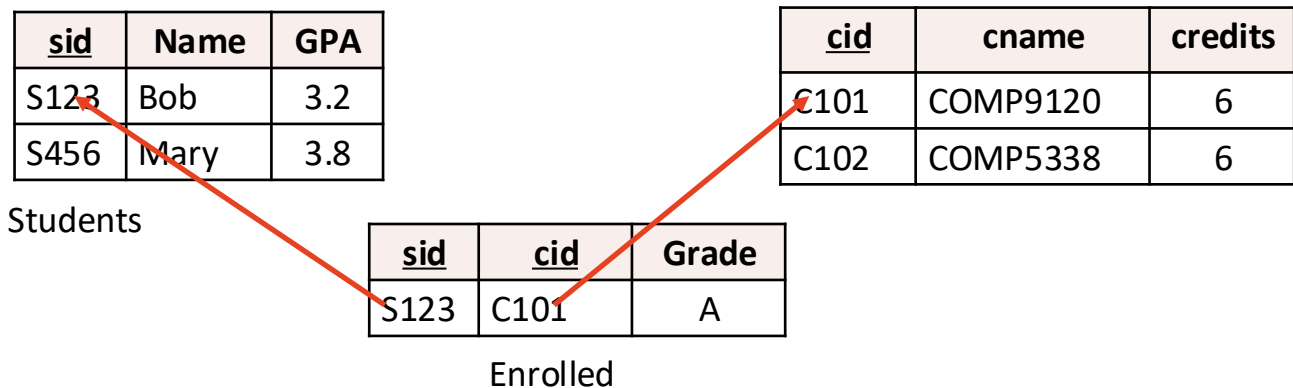 sid Name GPA
S123 Bob 3.2
S456 Mary 3.8
Students
cid cname credits
C101 COMP9120 6
C102 COMP5338 6
sid cid Grade
S123 C101 A
Enrolled